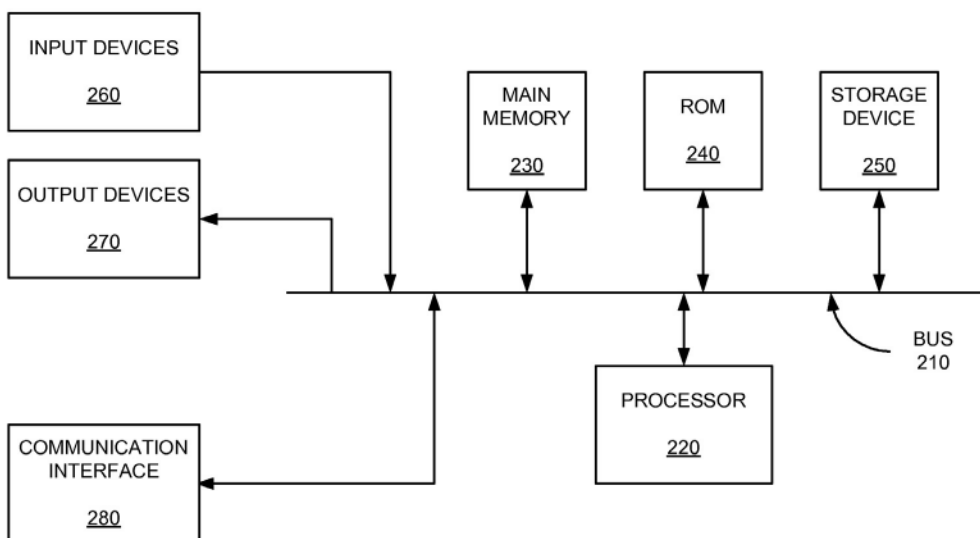 INPUT DEVICES
260
OUTPUT DEVICES
270
COMMUNICATION
INTERFACE
280
MAIN
MEMORY
230
ROM
240
STORAGE
DEVICE
250
PROCESSOR
220
BUS
210